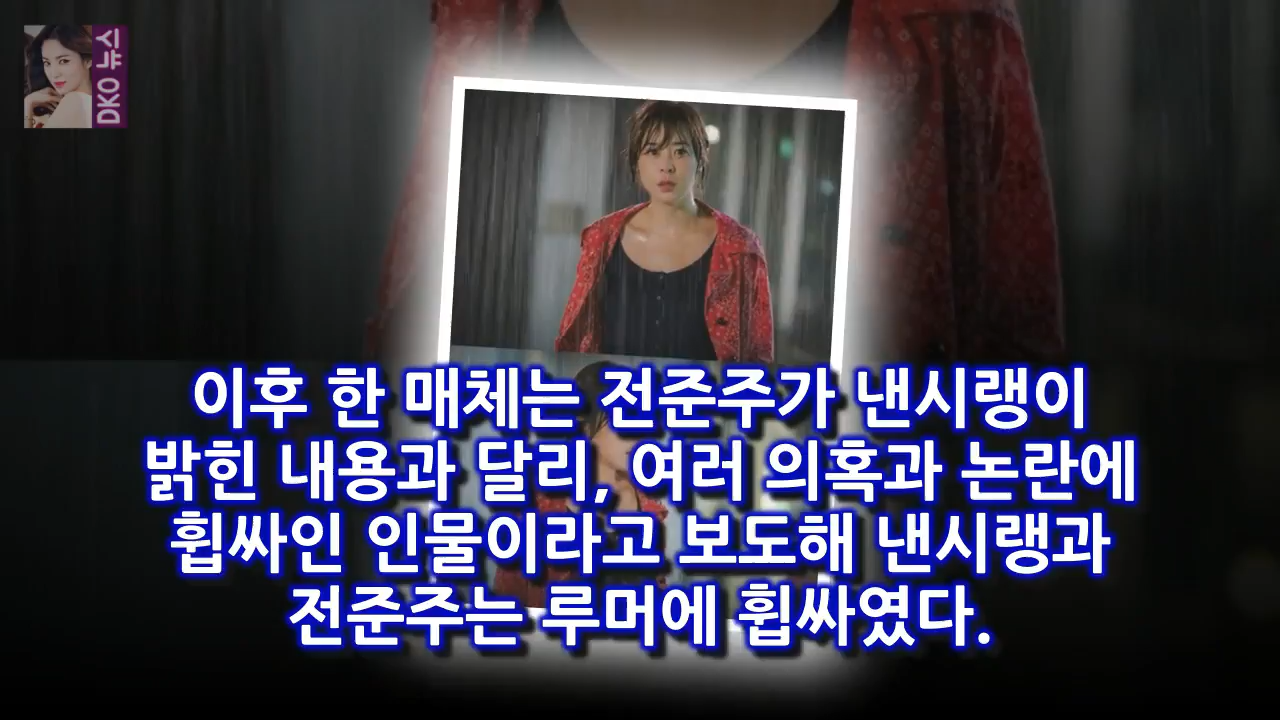 DKO 뉴스
이후 한 매체는 전준주가 낸시랭이
밝힌 내용과 달리, 여러 의혹과 논란에
휩싸인 인물이라고 보도해 낸시랭과
전준주는 루머에 휩싸였다.